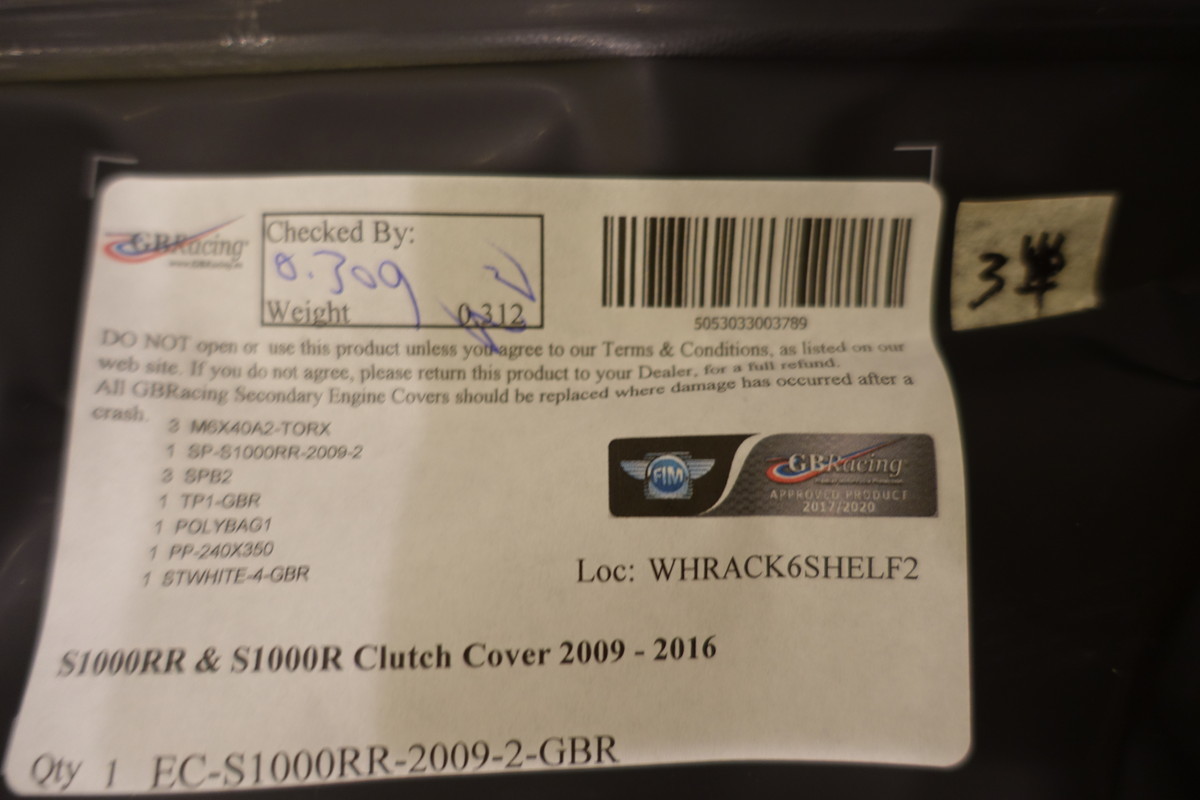 GBRacing
Checked By:
0.309
Weight 0.312
5053033003789
DO NOT open or use this product unless you agree to our Terms & Conditions, as listed on our
web site. If you do not agree, please return this product to your Dealer, for a full refund.
All GBRacing Secondary Engine Covers should be replaced where damage has occurred after a
crash.
3 M6X40A2-TORX
1 SP-S1000RR-2009-2
3 SPB2
1 TP1-GBR
1 POLYBAG1
1 PP-240X350
1 STWHITE-4-GBR
FIM
GBRacing
APPROVED PRODUCT
2017/2020
Loc: WHRACK6SHELF2
S1000RR & S1000R Clutch Cover 2009 - 2016
Qty 1 EC-S1000RR-2009-2-GBR
3